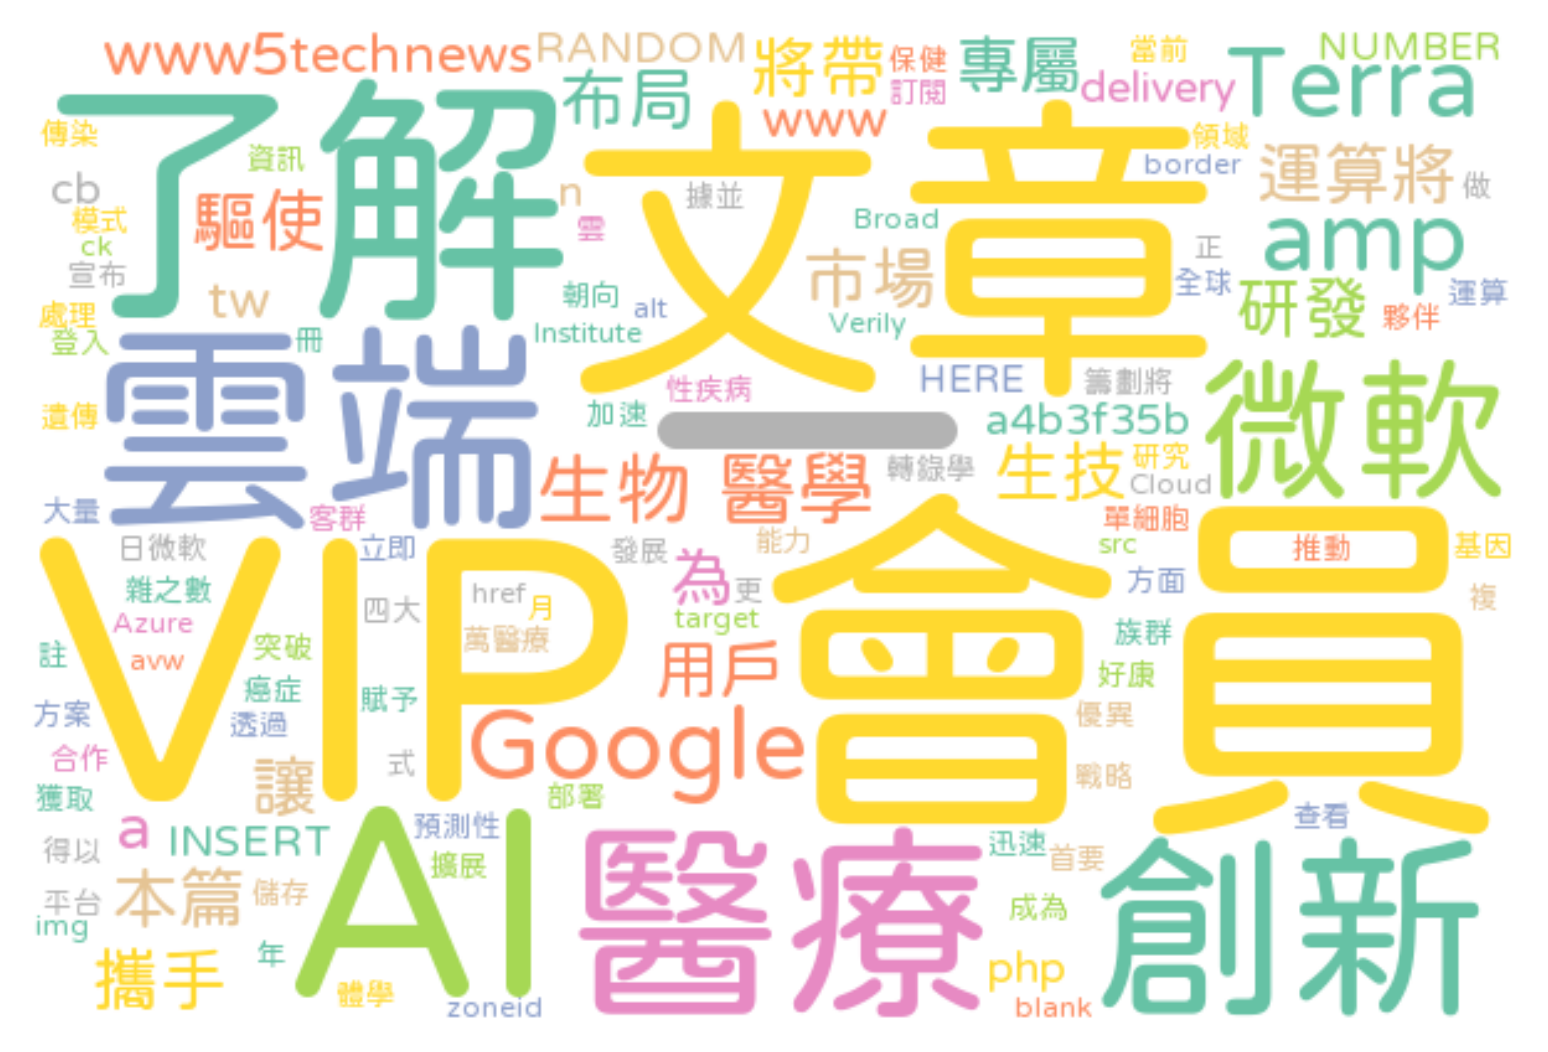 www5technews
RANDOM
將帶
保健
訂閱
專屬
當前
NUMBER
Terra
delivery
布局
www
了解
文章
傳染
資訊
領域
border
運算將
cb
做
驅使
n
據並
模式
雲
Broad
amp
ck
正
宣布
市場
全球
tw
朝向
alt
研發
運算
處理
Verily
夥伴
登入
冊
Institute
雲端
性疾病
HERE
籌劃將
微軟
遺傳
加速
一
a4b3f35b
生物
醫學
轉錄學
生技
研究
Cloud
大量
客群
單細胞
VIP
會員
日微軟
立即
發展
能力
src
推動
基因
雜之數
href
月
為
更
方面
複
四大
Azure
target
族群
萬醫療
註
avw
突破
用戶
好康
癌症
賦予
方案
透過
優異
Google
合作
式
讓
戰略
獲取
部署
a
INSERT
AI
預測性
查看
得以
擴展
醫療
迅速
首要
創新
平台
本篇
儲存
成為
img
年
攜手
體學
php
zoneid
blank